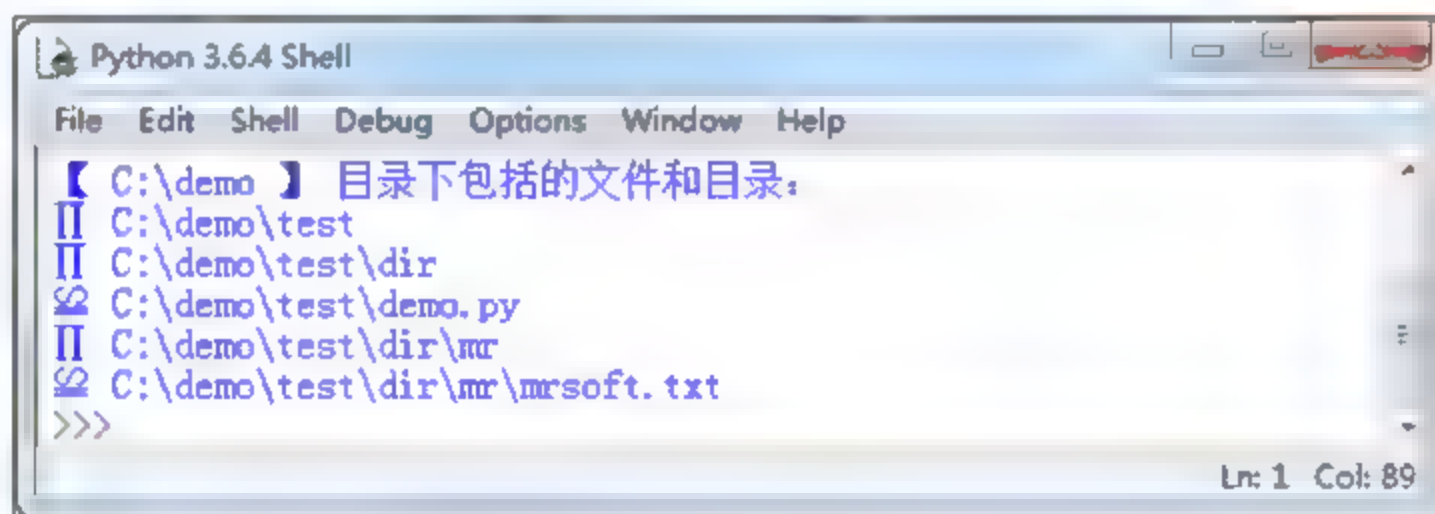 Python 3.6.4 Shell
File Edit Shell Debug Options Window Help
【 C:\demo 】 目录下包括的文件和目录：
∏ C:\demo\test
∏ C:\demo\test\dir
C:\demo\test\demo.py
∏ C:\demo\test\dir\mr
C:\demo\test\dir\mr\mrsoft.txt
>>>
Ln: 1 Col: 89